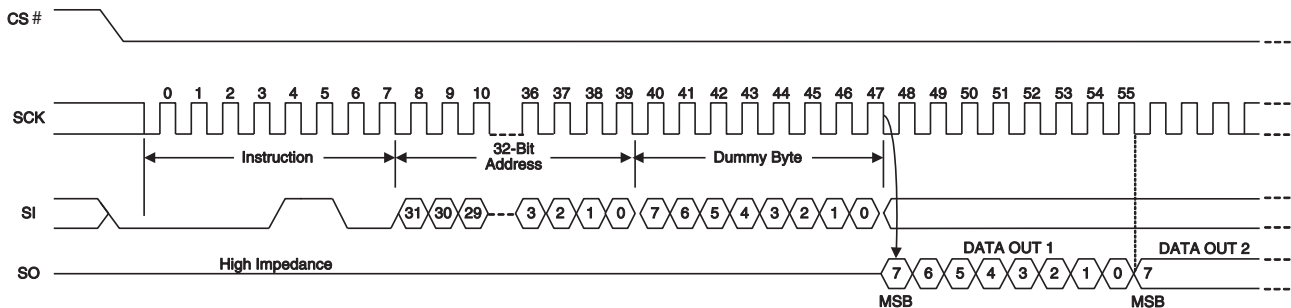 CS #
0 1 2 3 4 5 6 7 8 9 10 36 37 38 39 40 41 42 43 44 45 46 47 48 49 50 51 52 53 54 55
SCK
Instruction 32-Bit Address Dummy Byte
SI 31 30 29 3 2 1 0 7 6 5 4 3 2 1 0
DATA OUT 1 DATA OUT 2
High Impedance
SO 7 6 5 4 3 2 1 0 7
MSB MSB